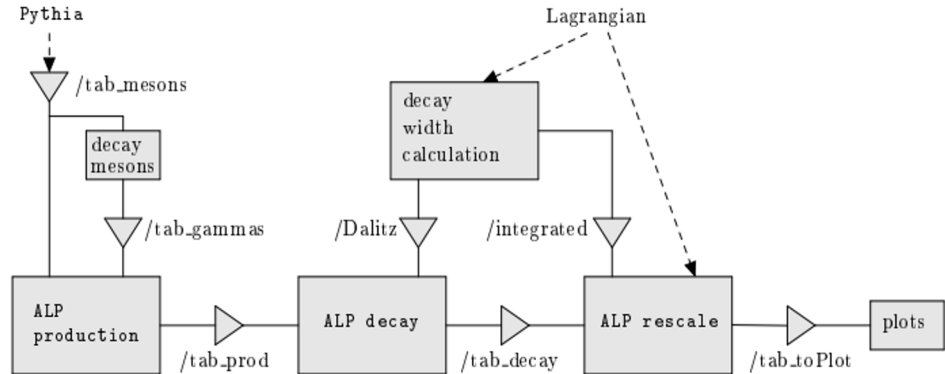 Pythia
Lagrangian
/tab_mesons
decay
width
calculation
decay
mesons
/tab_gammas
/Dalitz
/integrated
ALP
production
ALP decay
ALP rescale
plots
/tab_prod
/tab_decay
/tab_toPlot